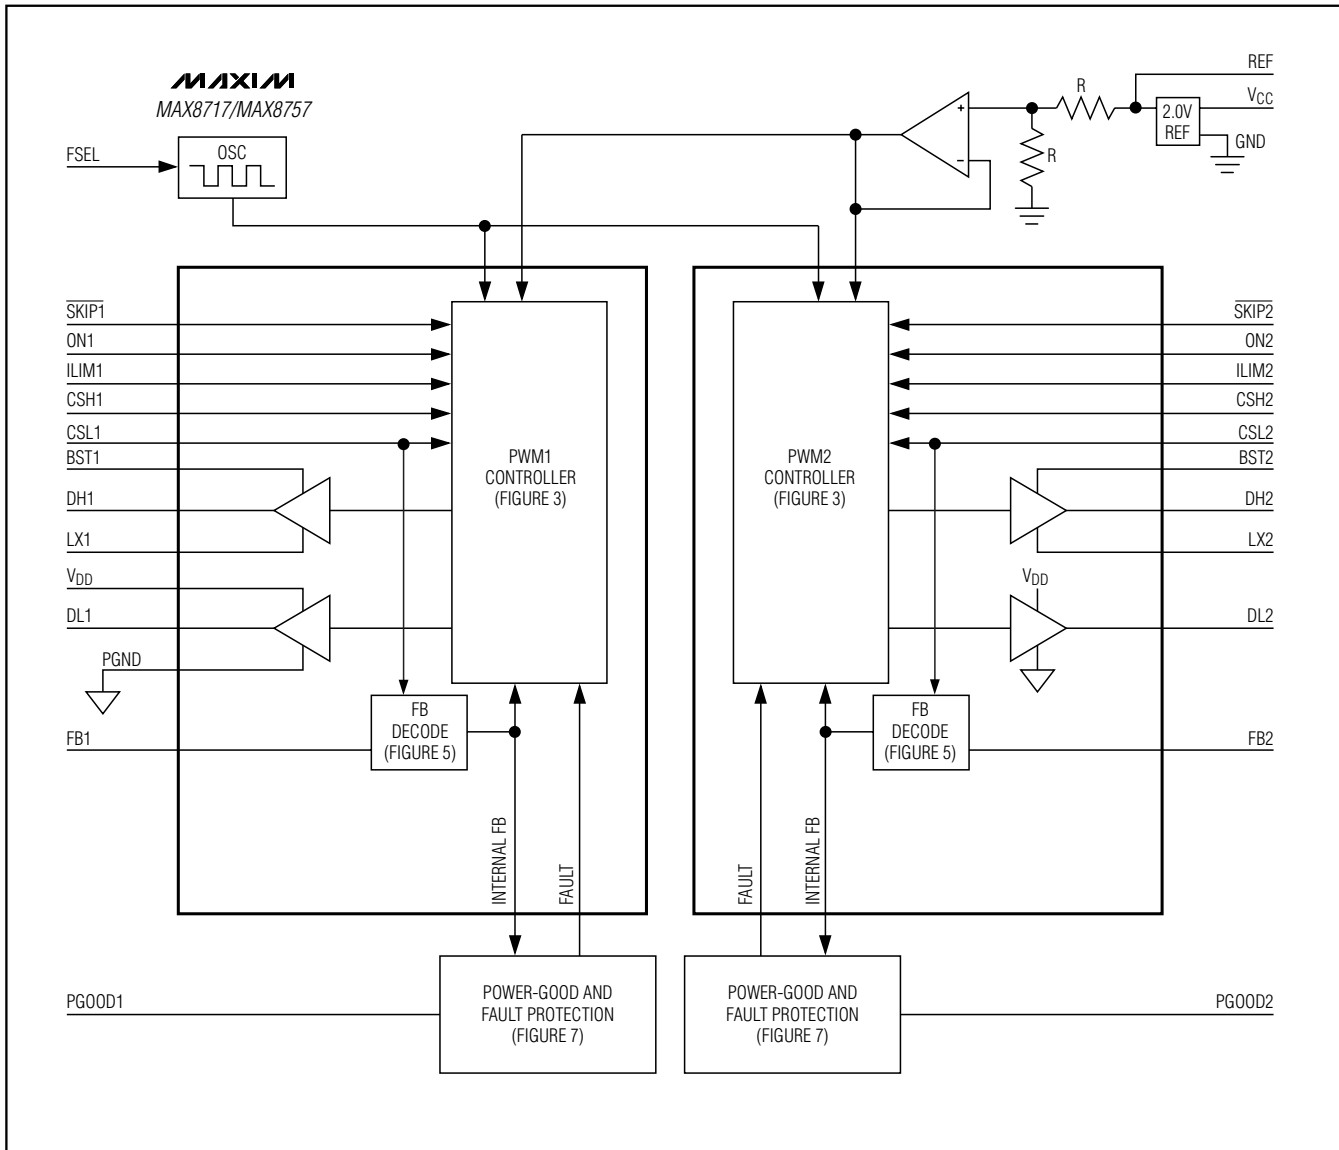 MAXIM
MAX8717/MAX8757
FSEL
OSC
REF
VCC
2.0V
REF
GND
R
R
SKIP1
ON1
ILIM1
CSH1
CSL1
BST1
DH1
LX1
VDD
DL1
PGND
FB1
PWM1
CONTROLLER
(FIGURE 3)
FB
DECODE
(FIGURE 5)
INTERNAL FB
FAULT
POWER-GOOD AND
FAULT PROTECTION
(FIGURE 7)
PGOOD1
PWM2
CONTROLLER
(FIGURE 3)
SKIP2
ON2
ILIM2
CSH2
CSL2
BST2
DH2
LX2
VDD
DL2
FB
DECODE
(FIGURE 5)
FB2
FAULT
INTERNAL FB
POWER-GOOD AND
FAULT PROTECTION
(FIGURE 7)
PGOOD2